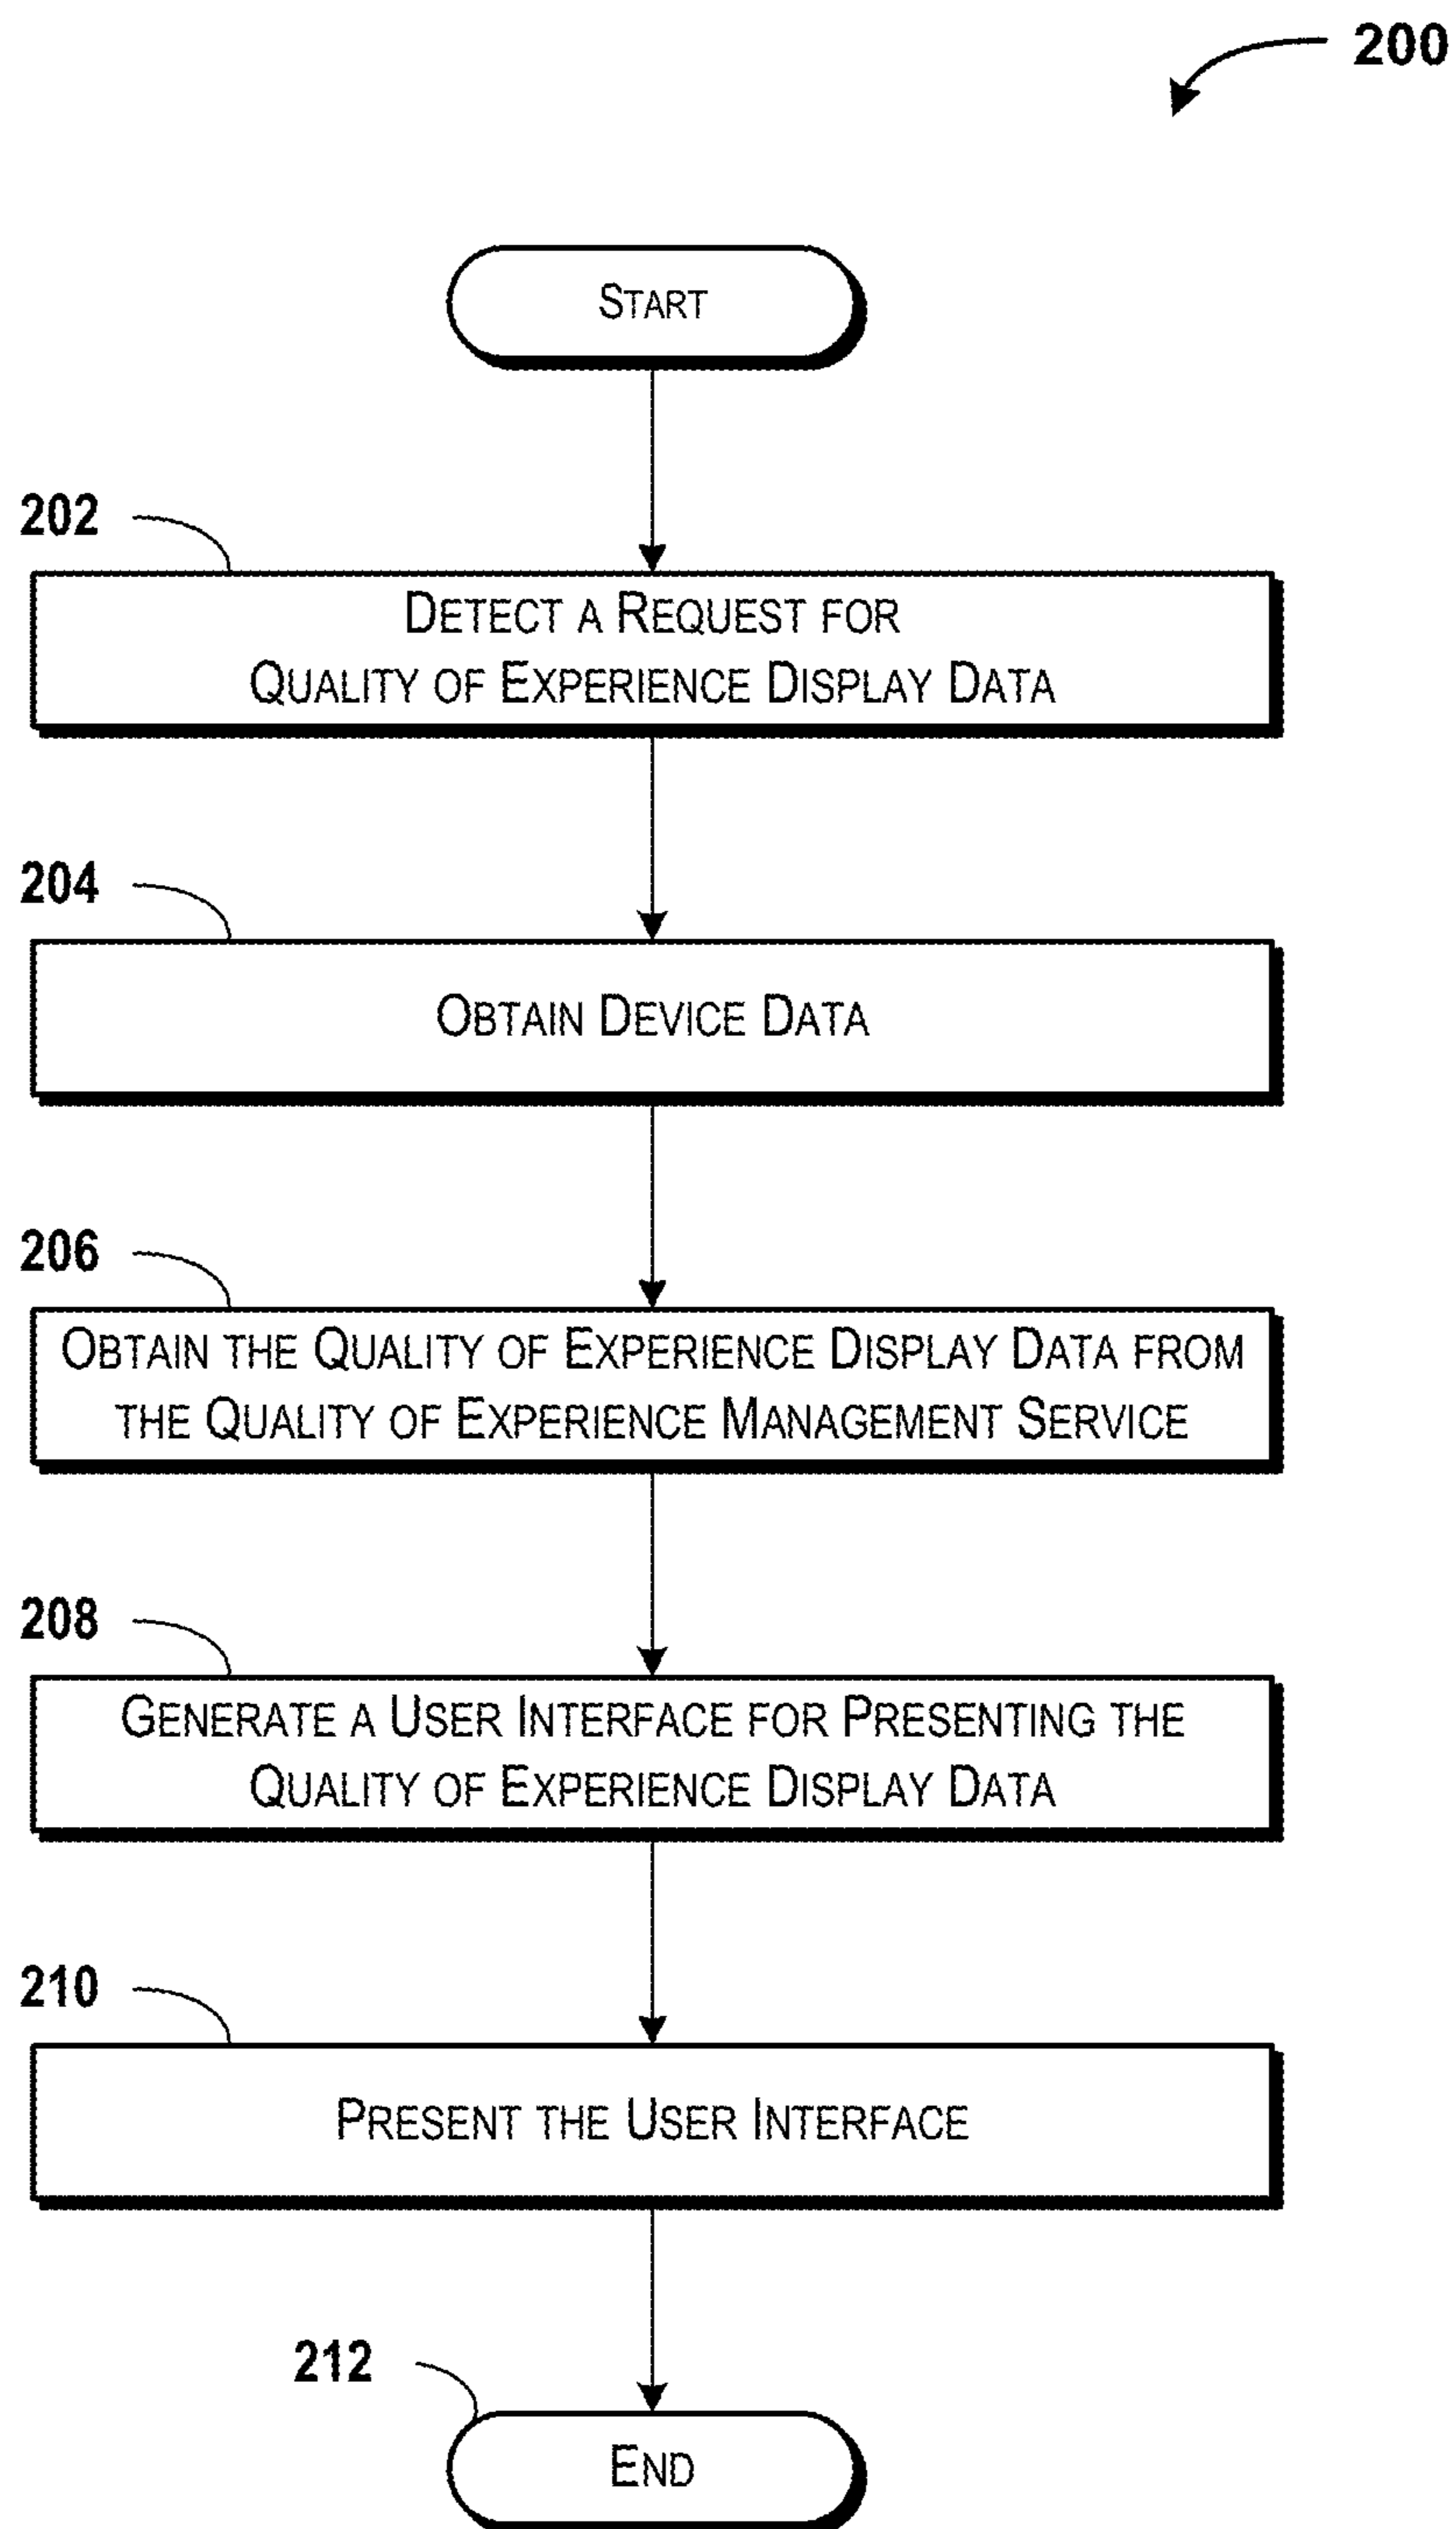 200
START
202
DETECT A REQUEST FOR
QUALITY OF EXPERIENCE DISPLAY DATA
204
OBTAIN DEVICE DATA
206
OBTAIN THE QUALITY OF EXPERIENCE DISPLAY DATA FROM
THE QUALITY OF EXPERIENCE MANAGEMENT SERVICE
208
GENERATE A USER INTERFACE FOR PRESENTING THE
QUALITY OF EXPERIENCE DISPLAY DATA
210
PRESENT THE USER INTERFACE
212
END